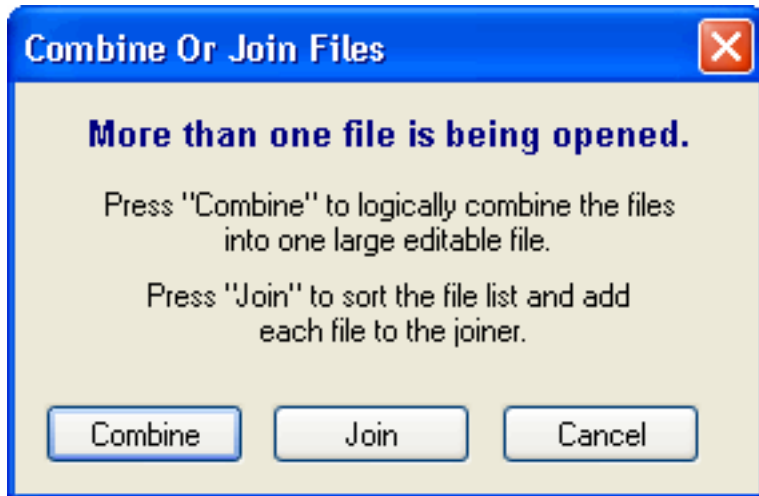 Combine Or Join Files
More than one file is being opened.
Press "Combine" to logically combine the files
into one large editable file.
Press "Join" to sort the file list and add
each file to the joiner.
Combine
Join
Cancel